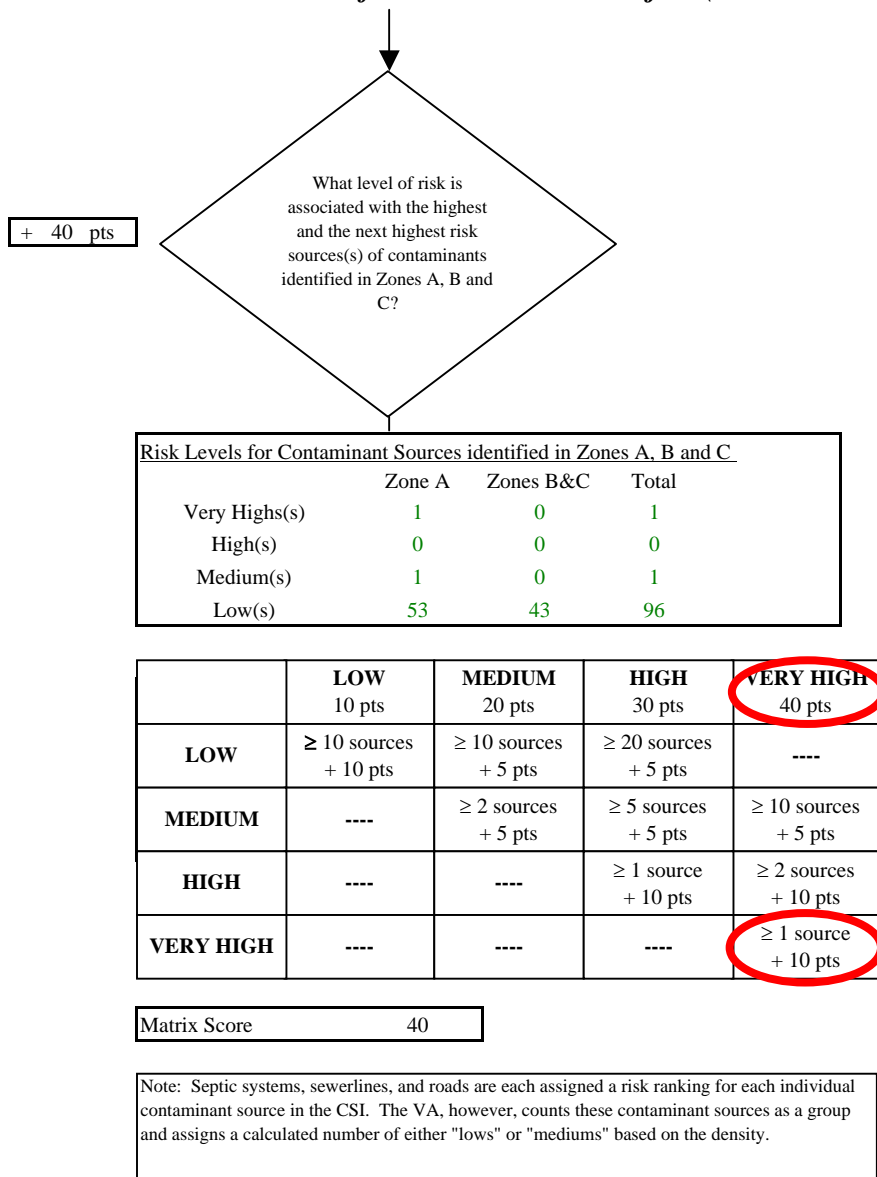 What level of risk is
associated with the highest
and the next highest risk
sources(s) of contaminants
identified in Zones A, B and
C?
+ 40 pts
Risk Levels for Contaminant Sources identified in Zones A, B and C
Zone A Zones B&C Total
Very Highs(s) 1 0 1
High(s) 0 0 0
Medium(s) 1 0 1
Low(s) 53 43 96
LOW MEDIUM HIGH VERY HIGH
10 pts 20 pts 30 pts 40 pts
LOW ≥ 10 sources ≥ 10 sources ≥ 20 sources ----
+ 10 pts + 5 pts + 5 pts
MEDIUM ---- ≥ 2 sources ≥ 5 sources ≥ 10 sources
+ 5 pts + 5 pts + 5 pts
HIGH ---- ---- ≥ 1 source ≥ 2 sources
+ 10 pts + 10 pts
VERY HIGH ---- ---- ---- ≥ 1 source
+ 10 pts
Matrix Score 40
Note: Septic systems, sewerlines, and roads are each assigned a risk ranking for each individual
contaminant source in the CSI. The VA, however, counts these contaminant sources as a group
and assigns a calculated number of either "lows" or "mediums" based on the density.